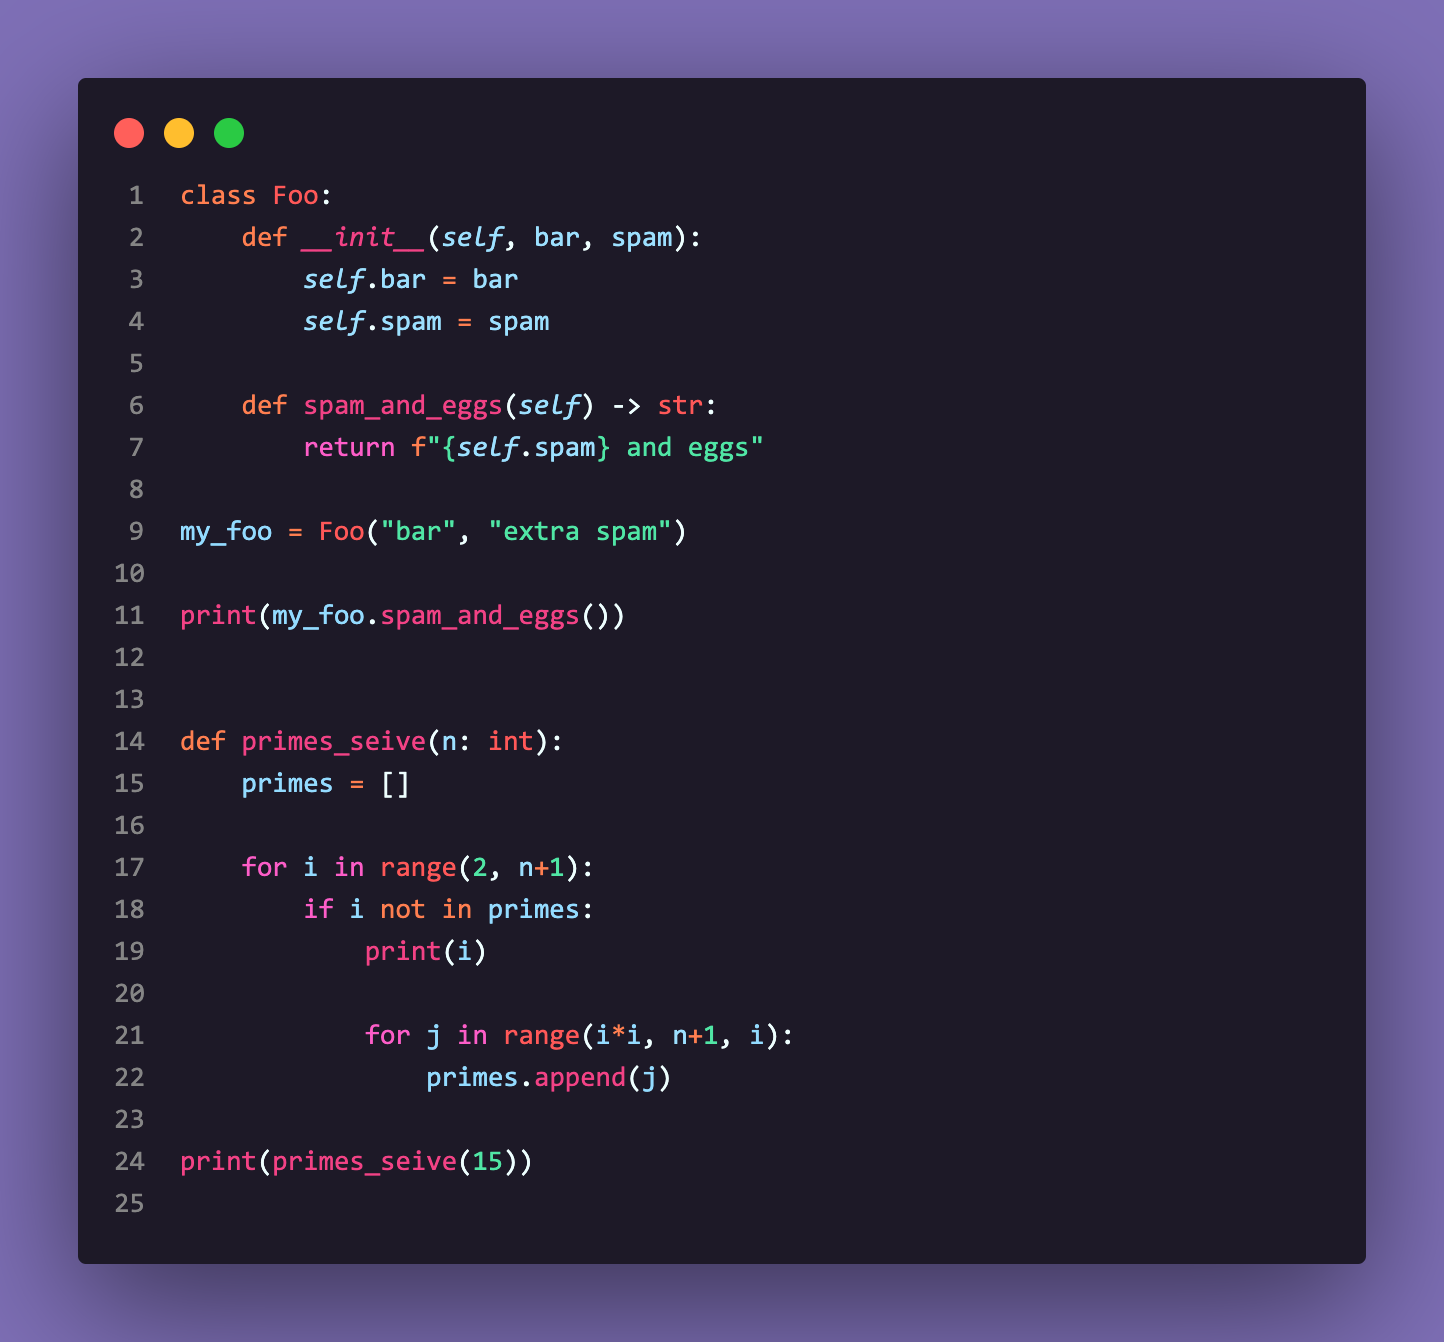 1 class Foo:
2     def __init__(self, bar, spam):
3         self.bar = bar
4         self.spam = spam
5
6     def spam_and_eggs(self) -> str:
7         return f"{self.spam} and eggs"
8
9 my_foo = Foo("bar", "extra spam")
10
11 print(my_foo.spam_and_eggs())
12
13
14 def primes_seive(n: int):
15     primes = []
16
17     for i in range(2, n+1):
18         if i not in primes:
19             print(i)
20
21             for j in range(i*i, n+1, i):
22                 primes.append(j)
23
24 print(primes_seive(15))
25